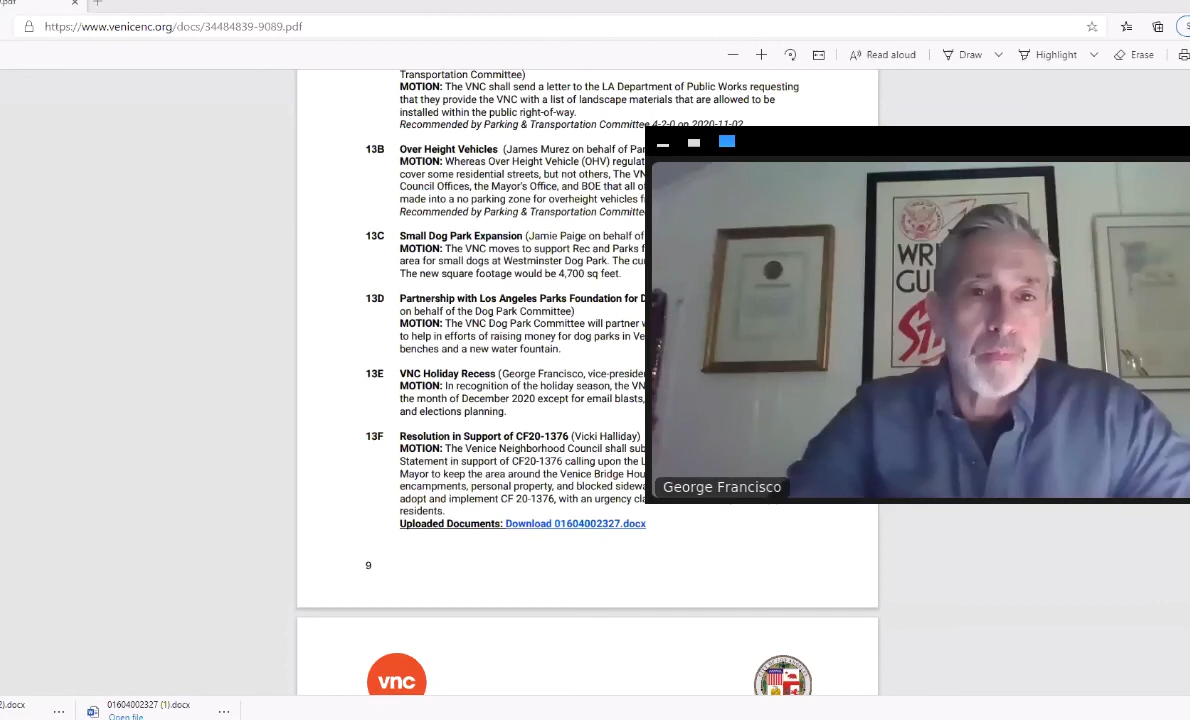 .pdf
https://www.venicenc.org/docs/34484839-9089.pdf
Read aloud
Draw
Highlight
Erase
Transportation Committee)
MOTION: The VNC shall send a letter to the LA Department of Public Works requesting
that they provide the VNC with a list of landscape materials that are allowed to be
installed within the public right-of-way.
Recommended by Parking & Transportation Committee 4-2-0 on 2020-11-02
13B Over Height Vehicles (James Murez on behalf of Par
MOTION: Whereas Over Height Vehicle (OHV) regulat
cover some residential streets, but not others, The VN
Council Offices, the Mayor's Office, and BOE that all of
made into a no parking zone for overheight vehicles f
Recommended by Parking & Transportation Committe
13C Small Dog Park Expansion (Jamie Paige on behalf of
MOTION: The VNC moves to support Rec and Parks f
area for small dogs at Westminster Dog Park. The cu
The new square footage would be 4,700 sq feet.
13D Partnership with Los Angeles Parks Foundation for D
on behalf of the Dog Park Committee)
MOTION: The VNC Dog Park Committee will partner w
to help in efforts of raising money for dog parks in Ve
benches and a new water fountain.
13E VNC Holiday Recess (George Francisco, vice-preside
MOTION: In recognition of the holiday season, the VN
the month of December 2020 except for email blasts,
and elections planning.
13F Resolution in Support of CF20-1376 (Vicki Halliday)
MOTION: The Venice Neighborhood Council shall sub
Statement in support of CF20-1376 calling upon the L
Mayor to keep the area around the Venice Bridge Hou
encampments, personal property, and blocked sidew
adopt and implement CF 20-1376, with an urgency cla
residents.
Uploaded Documents: Download 01604002327.docx
9
WR
GU
George Francisco
vnc
2).docx
01604002327 (1).docx
Open file